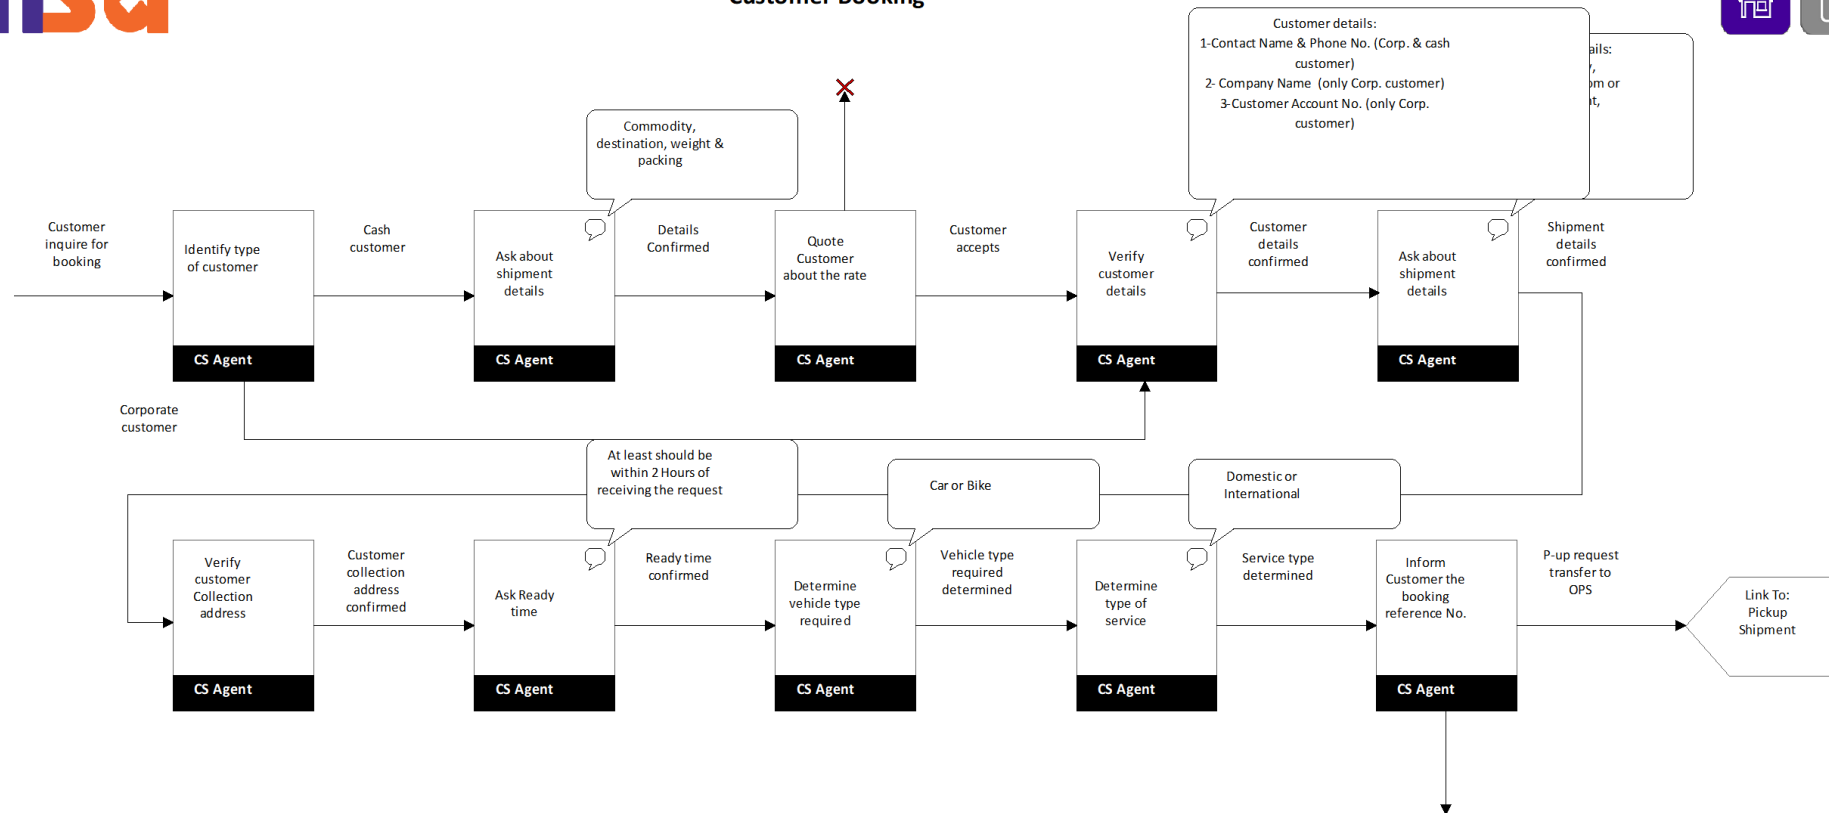 Customer Booking
Customer details:
1-Contact Name & Phone No. (Corp. & cash
customer)
2- Company Name (only Corp. customer)
3-Customer Account No. (only Corp.
customer)
ails:
om or
Commodity,
destination, weight &
packing
Customer
inquire for
booking
Identify type
of customer
CS Agent
Cash
customer
Ask about
shipment
details
CS Agent
Details
Confirmed
Quote
Customer
about the rate
CS Agent
Customer
accepts
Verify
customer
details
CS Agent
Customer
details
confirmed
Ask about
shipment
details
CS Agent
Shipment
details
confirmed
Corporate
customer
At least should be
within 2 Hours of
receiving the request
Car or Bike
Domestic or
International
Verify
customer
Collection
address
CS Agent
Customer
collection
address
confirmed
Ask Ready
time
CS Agent
Ready time
confirmed
Determine
vehicle type
required
CS Agent
Vehicle type
required
determined
Determine
type of
service
CS Agent
Service type
determined
Inform
Customer the
booking
reference No.
CS Agent
P-up request
transfer to
OPS
Link To:
Pickup
Shipment